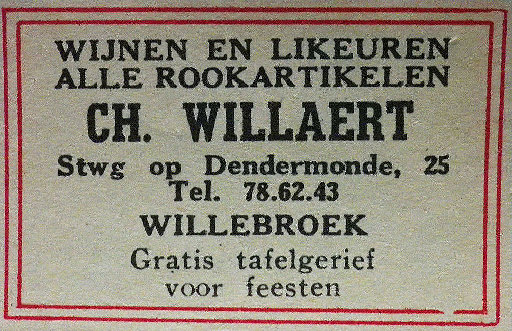 WIJNEN EN LIKEUREN
ALLE ROOKARTIKELEN
CH. WILLAERT
Stwg op Dendermonde, 25
Tel. 78.62.43
WILLEBROEK
Gratis tafelgerief
voor feesten